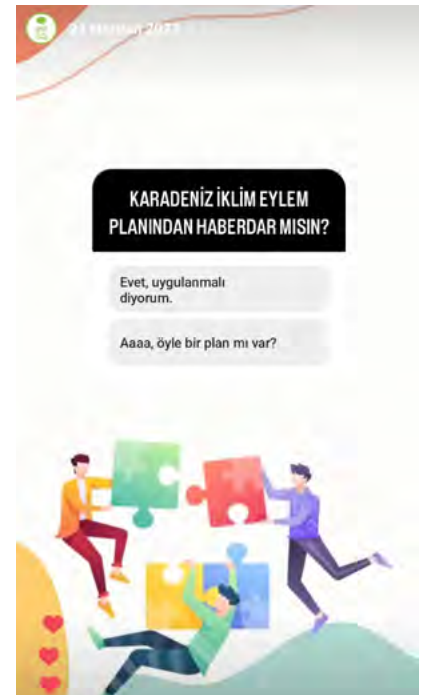 KARADENİZ İKLİM EYLEM
PLANINDAN HABERDAR MISIN?
Evet, uygulanmalı
diyorum.
Aaaa, öyle bir plan mı var?